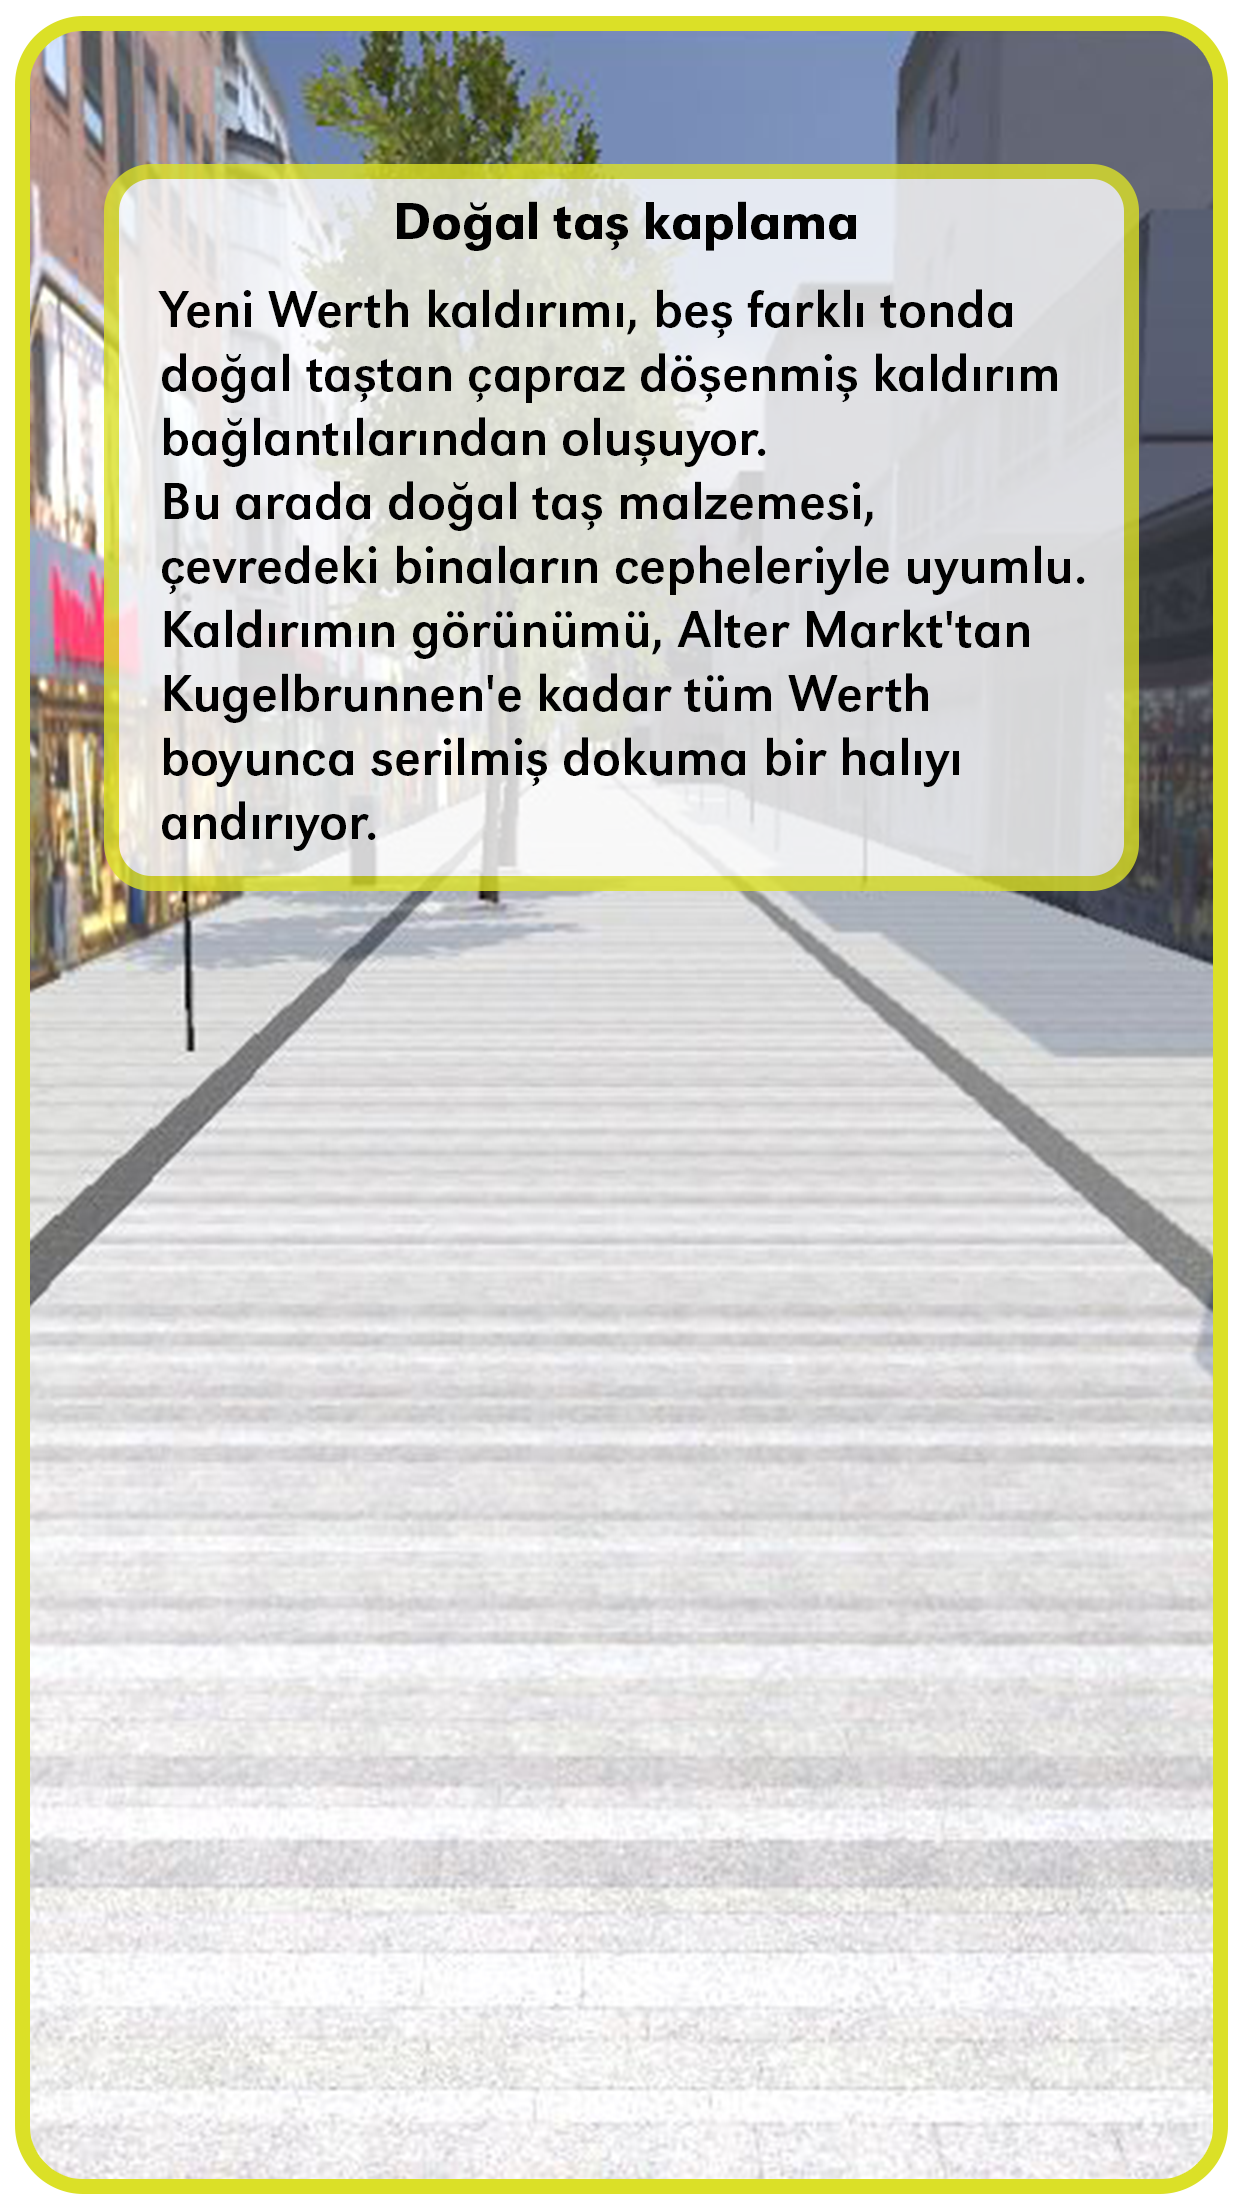 Doğal taş kaplama
Yeni Werth kaldırımı, beş farklı tonda
doğal taştan çapraz döşenmiş kaldırım
bağlantılarından oluşuyor.
Bu arada doğal taş malzemesi,
çevredeki binaların cepheleriyle uyumlu.
Kaldırımın görünümü, Alter Markt'tan
Kugelbrunnen'e kadar tüm Werth
boyunca serilmiş dokuma bir halıyı
andırıyor.